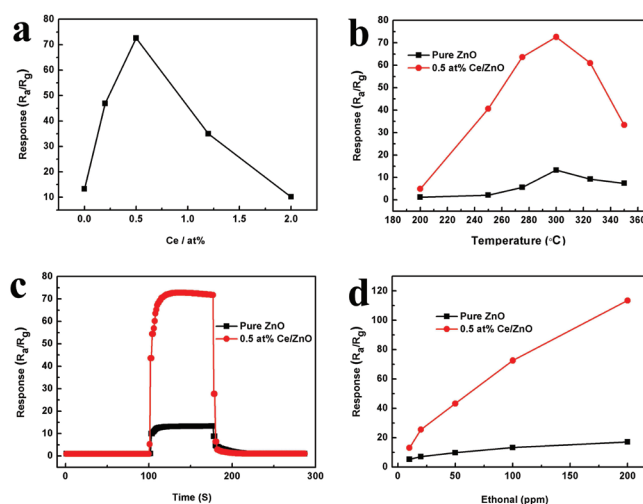 a
Response (Ra/Rg)
80
70
60
50
40
30
20
10
0.0 0.5 1.0 1.5 2.0
Ce / at%
b
Pure ZnO
0.5 at% Ce/ZnO
Response (Ra/Rg)
80
70
60
50
40
30
20
10
0
180 200 220 240 260 280 300 320 340 360
Temperature (°C)
c
Pure ZnO
0.5 at% Ce/ZnO
Response (Ra/Rg)
80
70
60
50
40
30
20
10
0
0 100 200 300
Time (S)
d
Pure ZnO
0.5 at% Ce/ZnO
Response (Ra/Rg)
120
100
80
60
40
20
0
0 50 100 150 200
Ethonal (ppm)